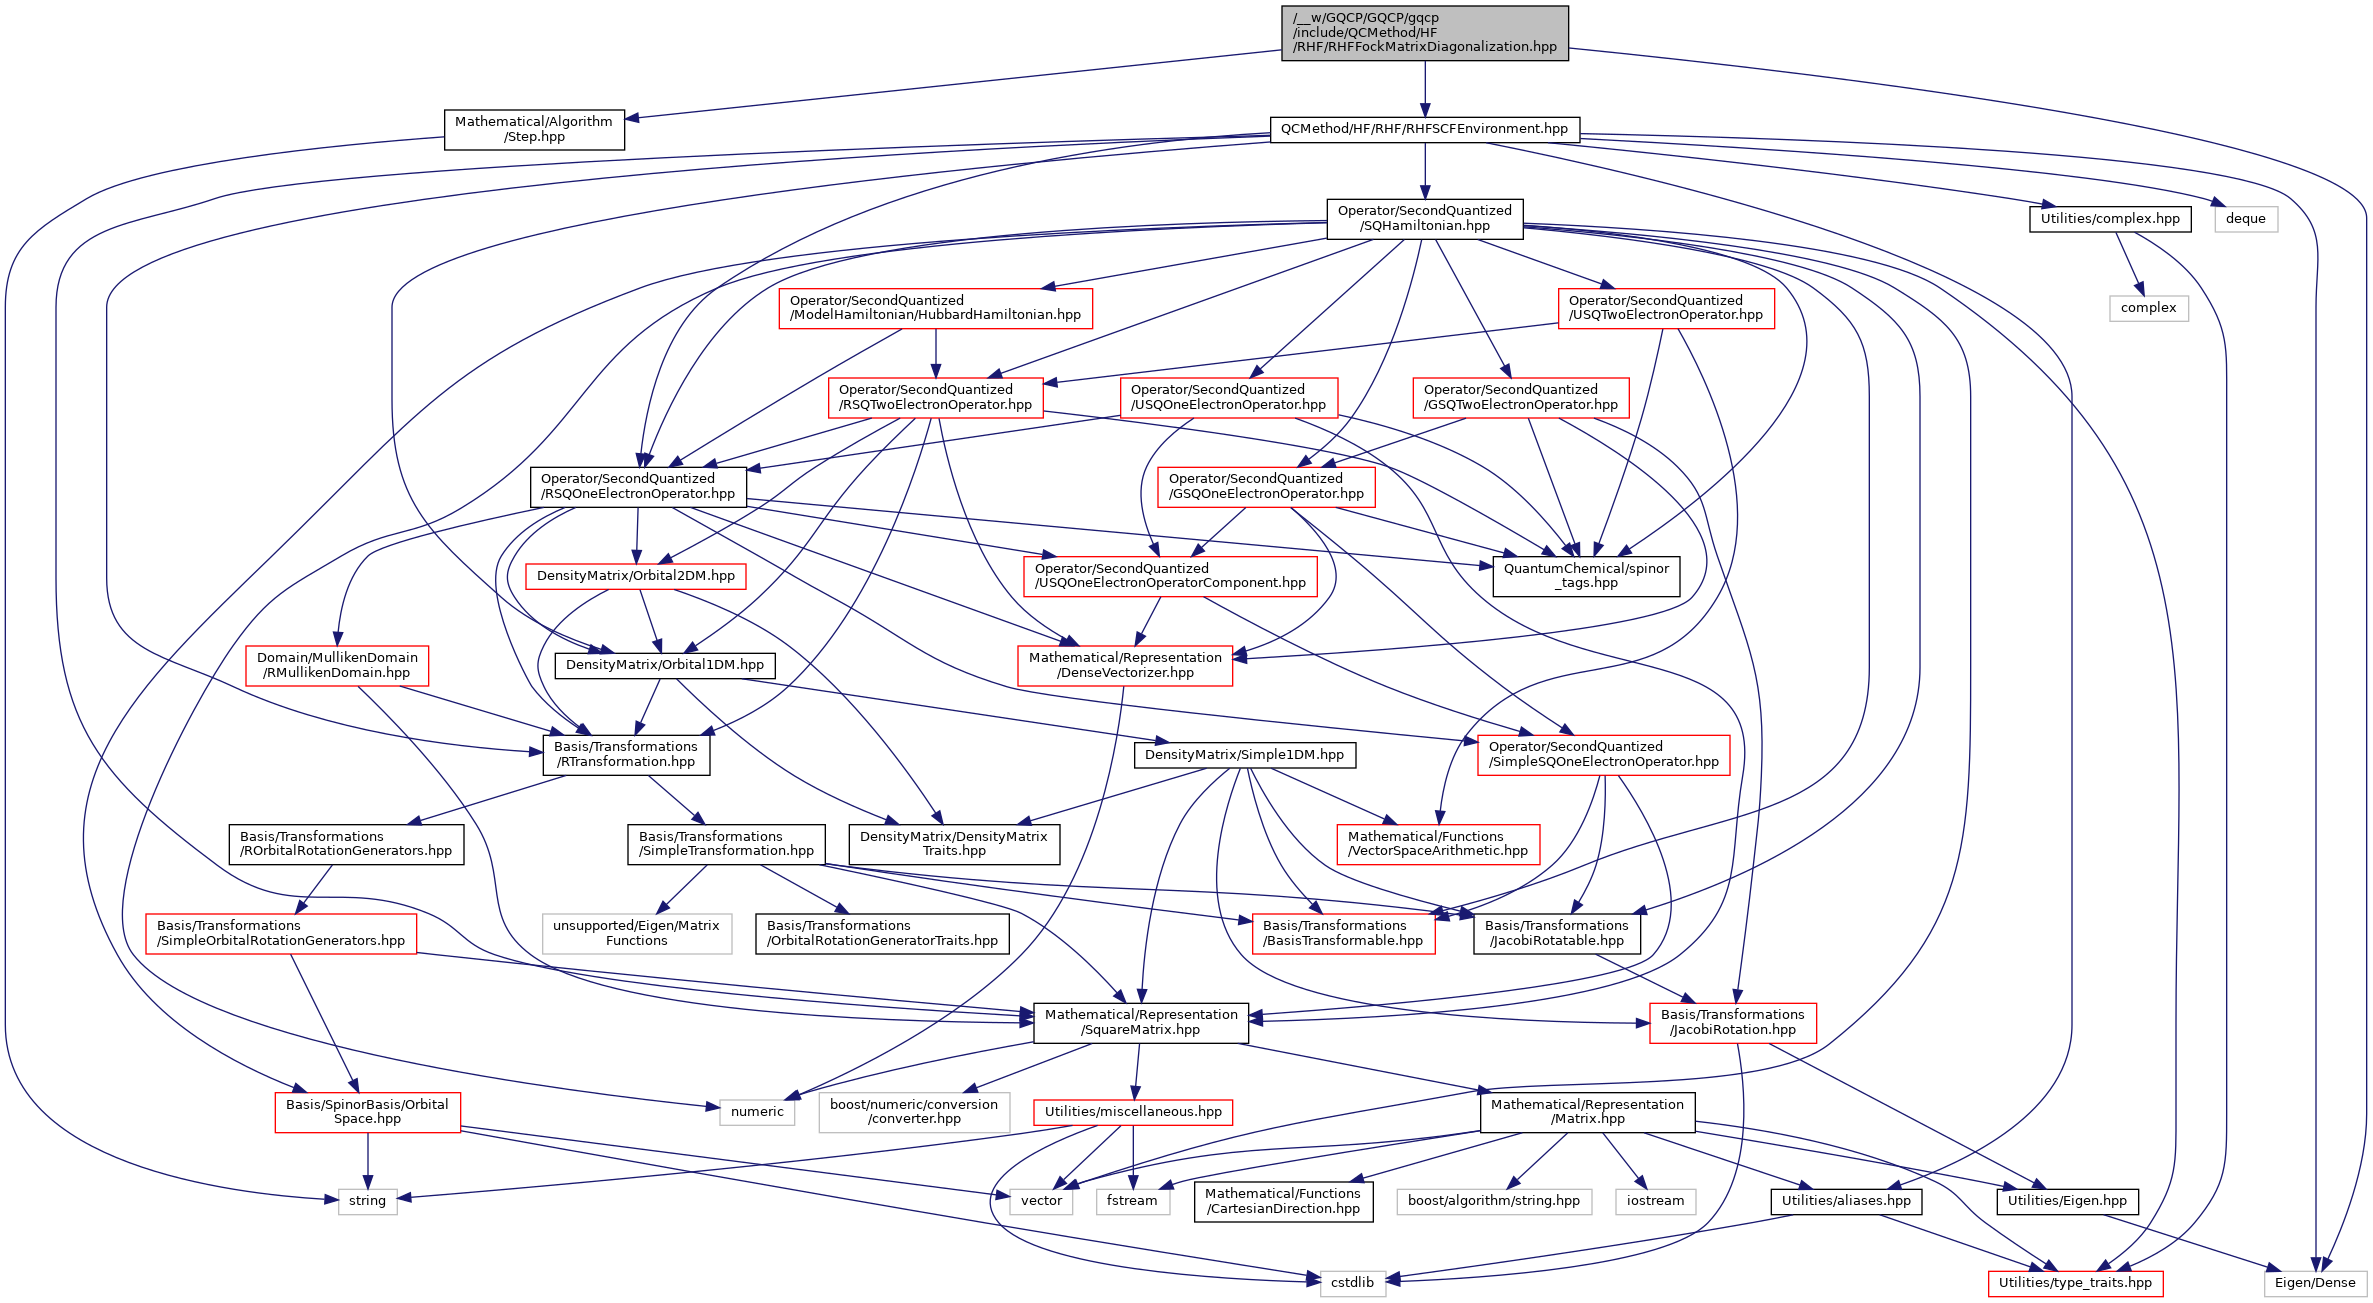 /__w/GQCP/GQCP/gqcp
/include/QCMethod/HF
/RHF/RHFFockMatrixDiagonalization.hpp
Mathematical/Algorithm
/Step.hpp
QCMethod/HF/RHF/RHFSCFEnvironment.hpp
Operator/SecondQuantized
/SQHamiltonian.hpp
Utilities/complex.hpp
deque
Operator/SecondQuantized
/ModelHamiltonian/HubbardHamiltonian.hpp
Operator/SecondQuantized
/USQTwoElectronOperator.hpp
complex
Operator/SecondQuantized
/RSQTwoElectronOperator.hpp
Operator/SecondQuantized
/USQOneElectronOperator.hpp
Operator/SecondQuantized
/GSQTwoElectronOperator.hpp
Operator/SecondQuantized
/RSQOneElectronOperator.hpp
Operator/SecondQuantized
/GSQOneElectronOperator.hpp
DensityMatrix/Orbital2DM.hpp
Operator/SecondQuantized
/USQOneElectronOperatorComponent.hpp
QuantumChemical/spinor
_tags.hpp
Domain/MullikenDomain
/RMullikenDomain.hpp
DensityMatrix/Orbital1DM.hpp
Mathematical/Representation
/DenseVectorizer.hpp
Basis/Transformations
/RTransformation.hpp
DensityMatrix/Simple1DM.hpp
Operator/SecondQuantized
/SimpleSQOneElectronOperator.hpp
Basis/Transformations
/ROrbitalRotationGenerators.hpp
Basis/Transformations
/SimpleTransformation.hpp
DensityMatrix/DensityMatrix
Traits.hpp
Mathematical/Functions
/VectorSpaceArithmetic.hpp
Basis/Transformations
/SimpleOrbitalRotationGenerators.hpp
unsupported/Eigen/Matrix
Functions
Basis/Transformations
/OrbitalRotationGeneratorTraits.hpp
Basis/Transformations
/BasisTransformable.hpp
Basis/Transformations
/JacobiRotatable.hpp
Mathematical/Representation
/SquareMatrix.hpp
Basis/Transformations
/JacobiRotation.hpp
Basis/SpinorBasis/Orbital
Space.hpp
numeric
boost/numeric/conversion
/converter.hpp
Utilities/miscellaneous.hpp
Mathematical/Representation
/Matrix.hpp
string
vector
fstream
Mathematical/Functions
/CartesianDirection.hpp
boost/algorithm/string.hpp
iostream
Utilities/aliases.hpp
Utilities/Eigen.hpp
cstdlib
Utilities/type_traits.hpp
Eigen/Dense